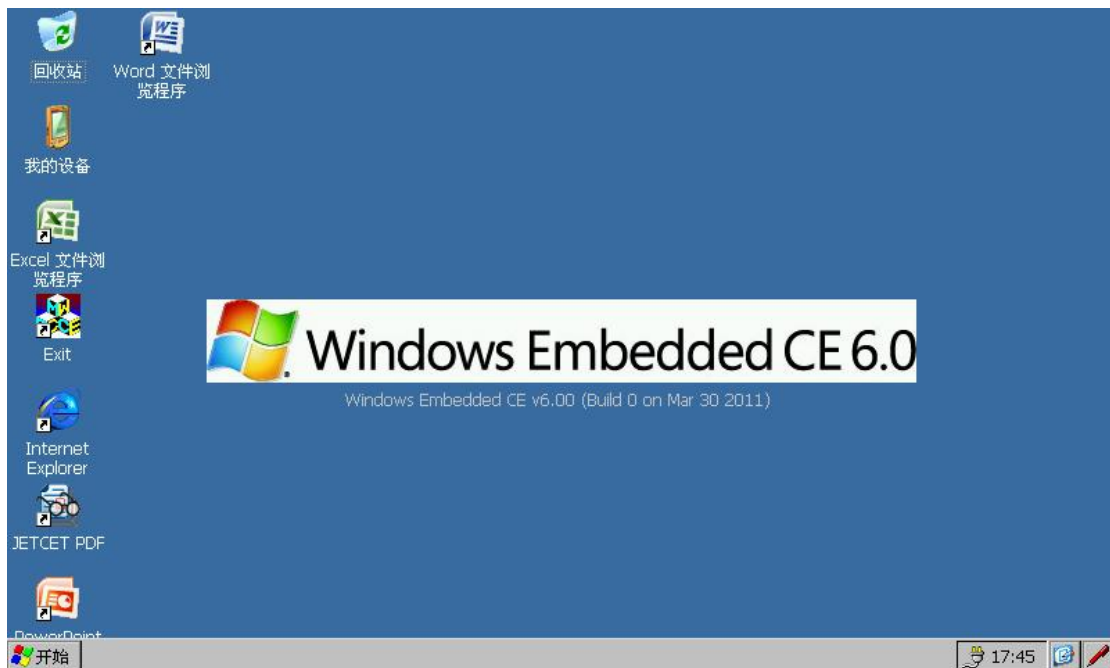 回收站
Word 文件浏
览程序
我的设备
Excel 文件浏
览程序
Exit
Internet
Explorer
JETCET PDF
PowerPoint
Windows Embedded CE 6.0
Windows Embedded CE v6.00 (Build 0 on Mar 30 2011)
开始
17:45